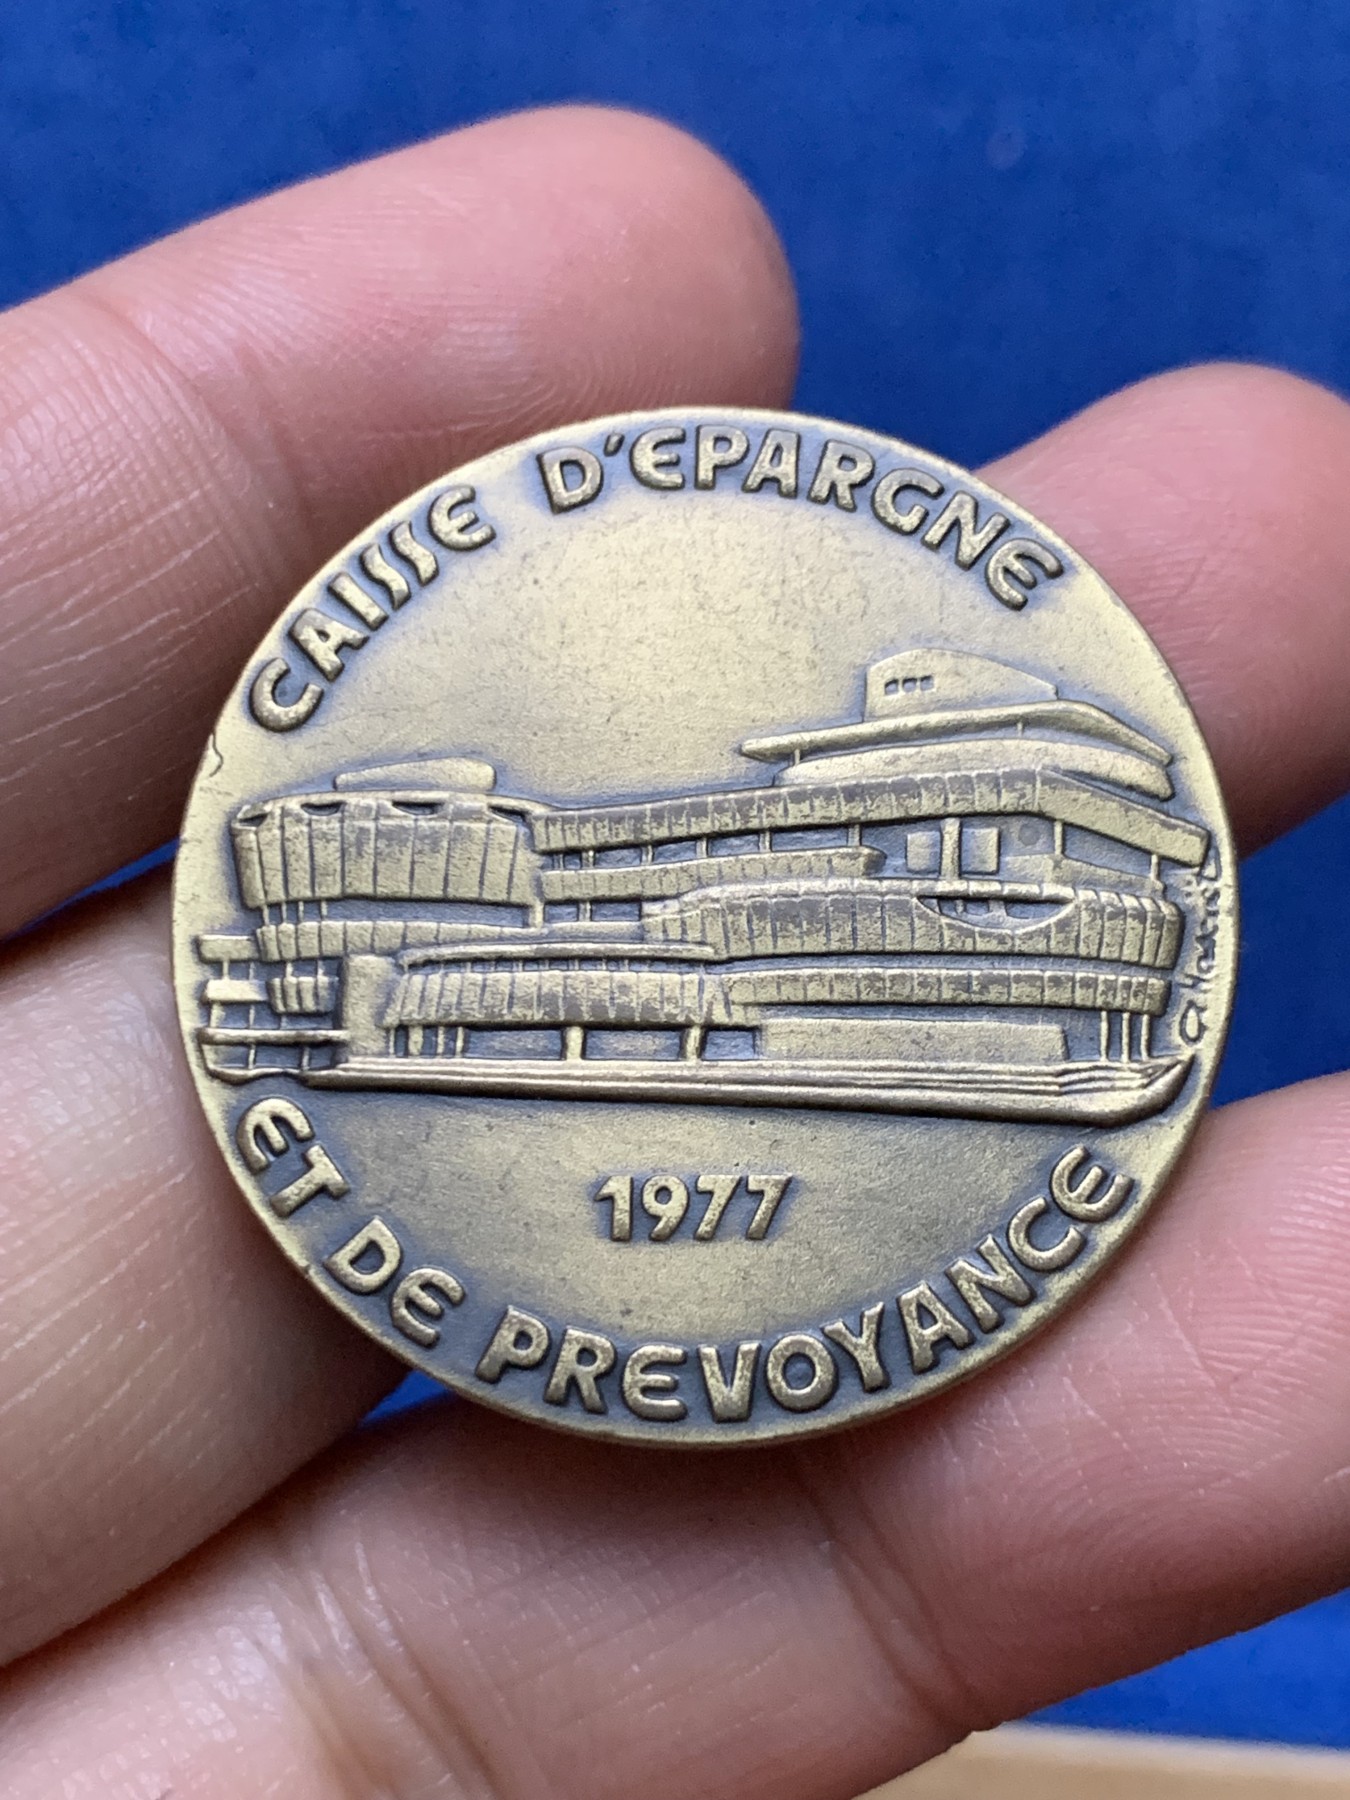 CAISSE D'EPARGNE
1977
ET DE PREVOYANCE